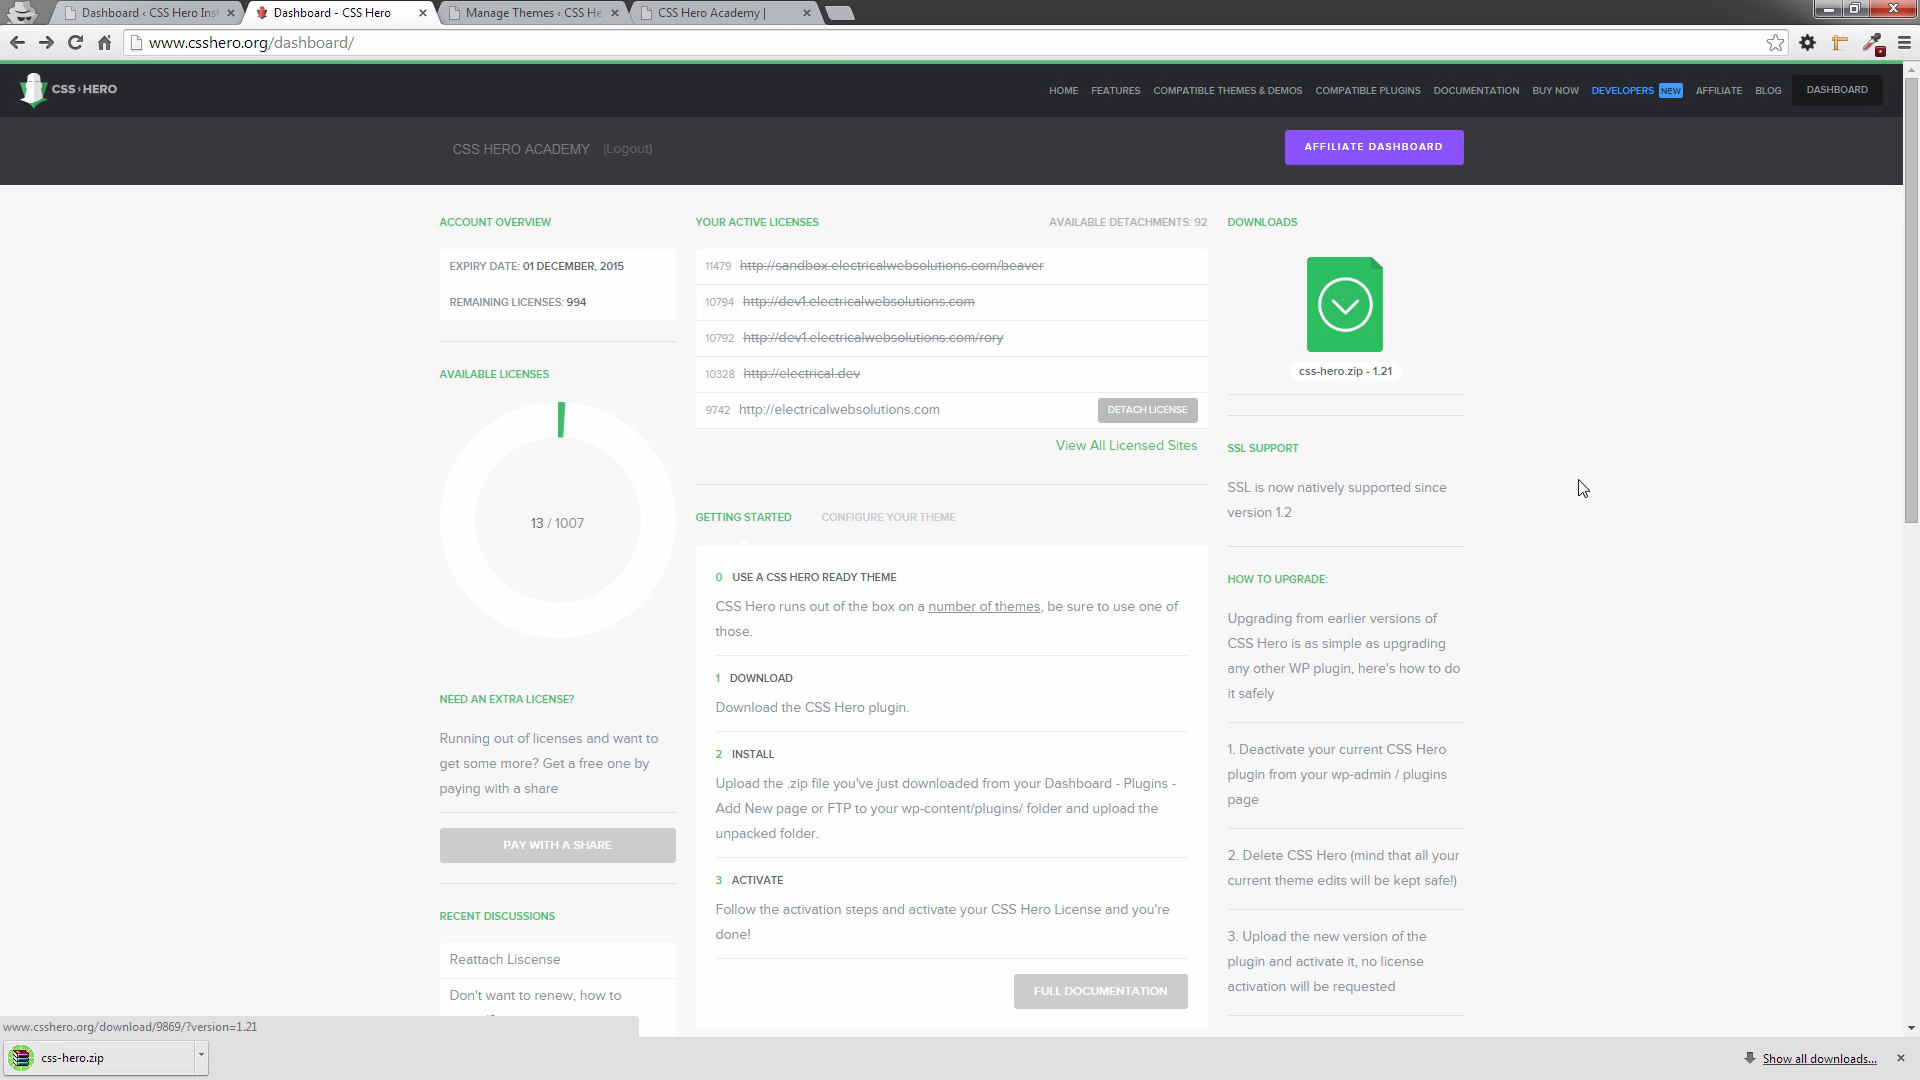 Dashboard ‹ CSS Hero Inst
Dashboard - CSS Hero
Manage Themes ‹ CSS He
CSS Hero Academy |
www.csshero.org/dashboard/
CSS HERO
HOME
FEATURES
COMPATIBLE THEMES & DEMOS
COMPATIBLE PLUGINS
DOCUMENTATION
BUY NOW
DEVELOPERS NEW
AFFILIATE
BLOG
DASHBOARD
CSS HERO ACADEMY (Logout)
AFFILIATE DASHBOARD
ACCOUNT OVERVIEW
EXPIRY DATE: 01 DECEMBER, 2015
REMAINING LICENSES: 994
AVAILABLE LICENSES
13 / 1007
NEED AN EXTRA LICENSE?
Running out of licenses and want to
get some more? Get a free one by
paying with a share
PAY WITH A SHARE
RECENT DISCUSSIONS
Reattach Liscense
Don't want to renew, how to
YOUR ACTIVE LICENSES
AVAILABLE DETACHMENTS: 92
11479 http://sandbox.electricalwebsolutions.com/beaver
10794 http://dev1.electricalwebsolutions.com
10792 http://dev1.electricalwebsolutions.com/rory
10328 http://electrical.dev
9742 http://electricalwebsolutions.com
DETACH LICENSE
View All Licensed Sites
GETTING STARTED
CONFIGURE YOUR THEME
0 USE A CSS HERO READY THEME
CSS Hero runs out of the box on a number of themes, be sure to use one of
those.
1 DOWNLOAD
Download the CSS Hero plugin.
2 INSTALL
Upload the .zip file you've just downloaded from your Dashboard - Plugins -
Add New page or FTP to your wp-content/plugins/ folder and upload the
unpacked folder.
3 ACTIVATE
Follow the activation steps and activate your CSS Hero License and you're
done!
FULL DOCUMENTATION
DOWNLOADS
css-hero.zip - 1.21
SSL SUPPORT
SSL is now natively supported since
version 1.2
HOW TO UPGRADE:
Upgrading from earlier versions of
CSS Hero is as simple as upgrading
any other WP plugin, here's how to do
it safely
1. Deactivate your current CSS Hero
plugin from your wp-admin / plugins
page
2. Delete CSS Hero (mind that all your
current theme edits will be kept safe!)
3. Upload the new version of the
plugin and activate it, no license
activation will be requested
www.csshero.org/download/9869/?version=1.21
css-hero.zip
Show all downloads...